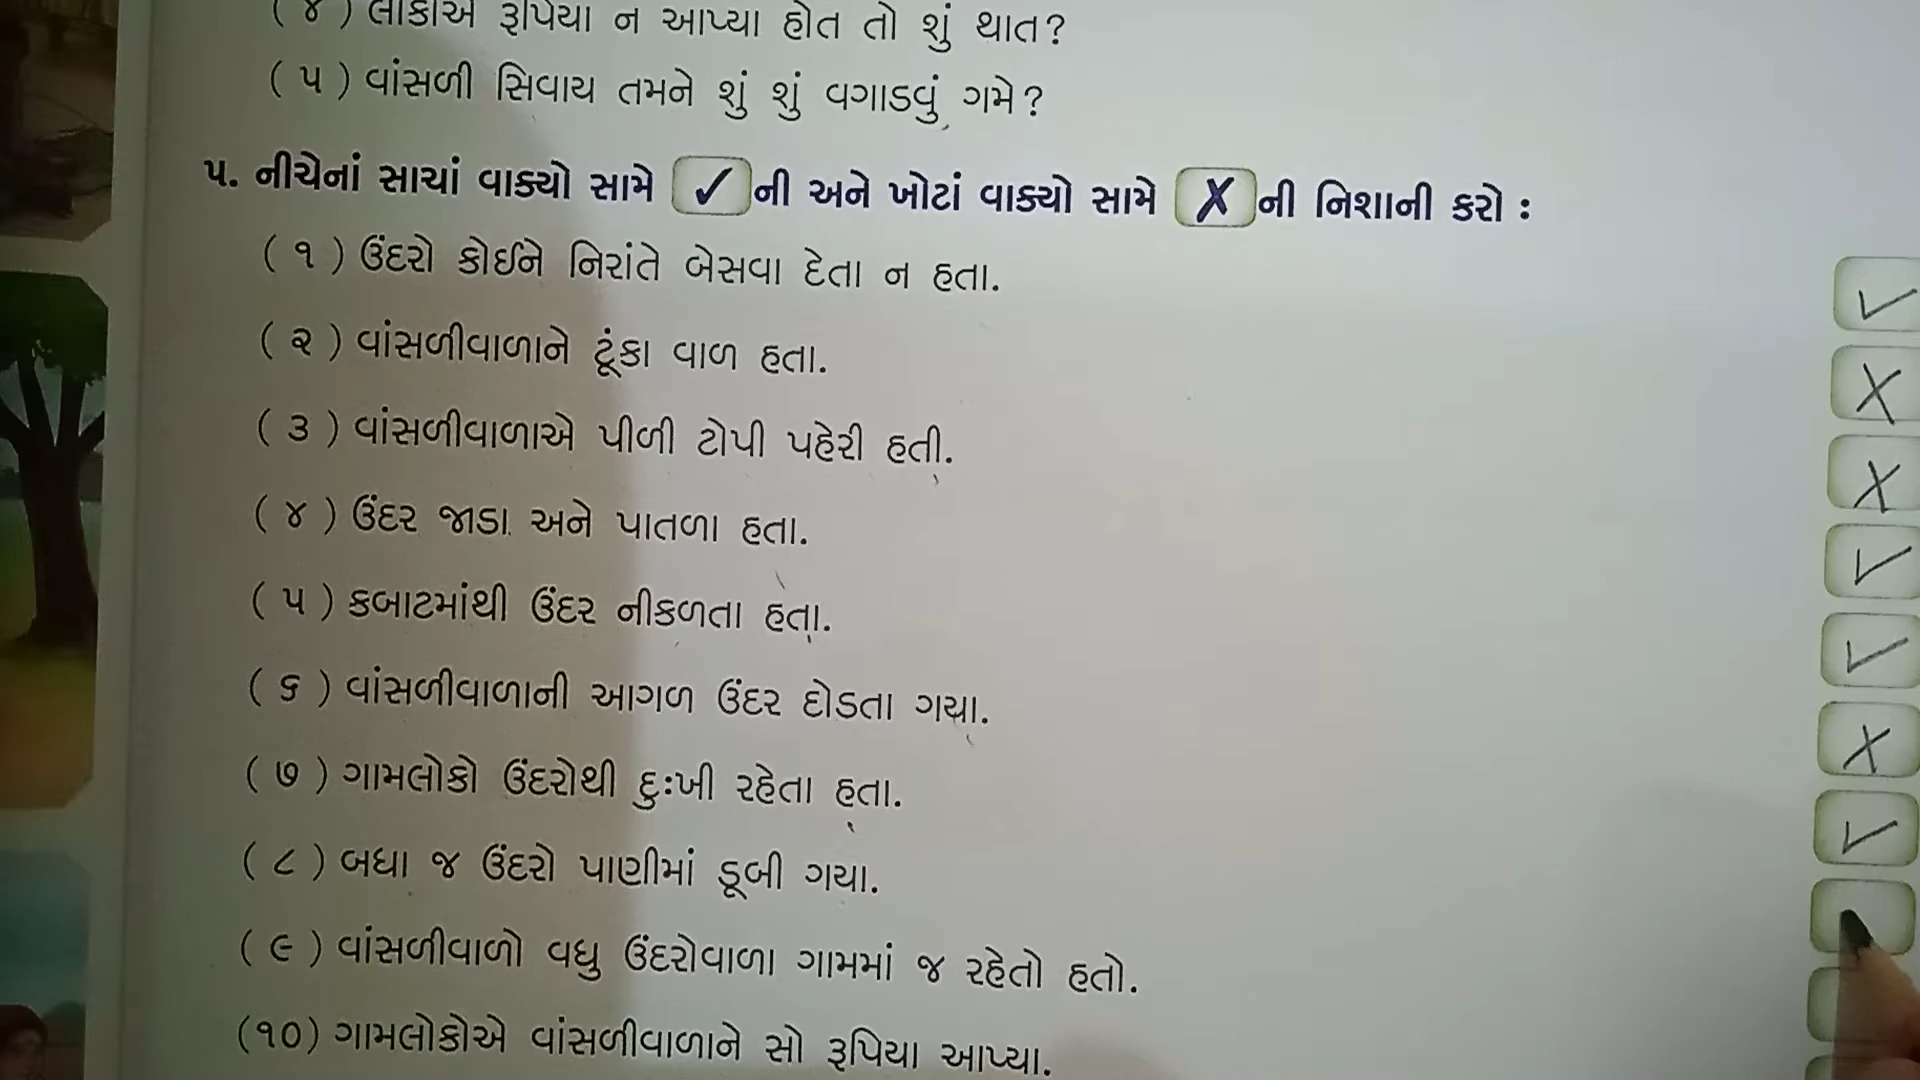 ( ૪ ) લોકોએ રૂપિયા ન આપ્યા હોત તો શું થાત?
( ૫ ) વાંસળી સિવાય તમને શું શું વગાડવું ગમે?
૫. નીચેનાં સાચાં વાક્યો સામે ✓ ની અને ખોટાં વાક્યો સામે ✗ ની નિશાની કરો :
( ૧ ) ઉંદરો કોઈને નિરાંતે બેસવા દેતા ન હતા. ✓
( ૨ ) વાંસળીવાળાને ટૂંકા વાળ હતા. ✗
( ૩ ) વાંસળીવાળાએ પીળી ટોપી પહેરી હતી. ✗
( ૪ ) ઉંદર જાડા અને પાતળા હતા. ✓
( ૫ ) કબાટમાંથી ઉંદર નીકળતા હતા. ✓
( ૬ ) વાંસળીવાળાની આગળ ઉંદર દોડતા ગયા. ✗
( ૭ ) ગામલોકો ઉંદરોથી દુઃખી રહેતા હતા. ✓
( ૮ ) બધા જ ઉંદરો પાણીમાં ડૂબી ગયા.
( ૯ ) વાંસળીવાળો વધુ ઉંદરોવાળા ગામમાં જ રહેતો હતો.
(૧૦) ગામલોકોએ વાંસળીવાળાને સો રૂપિયા આપ્યા.